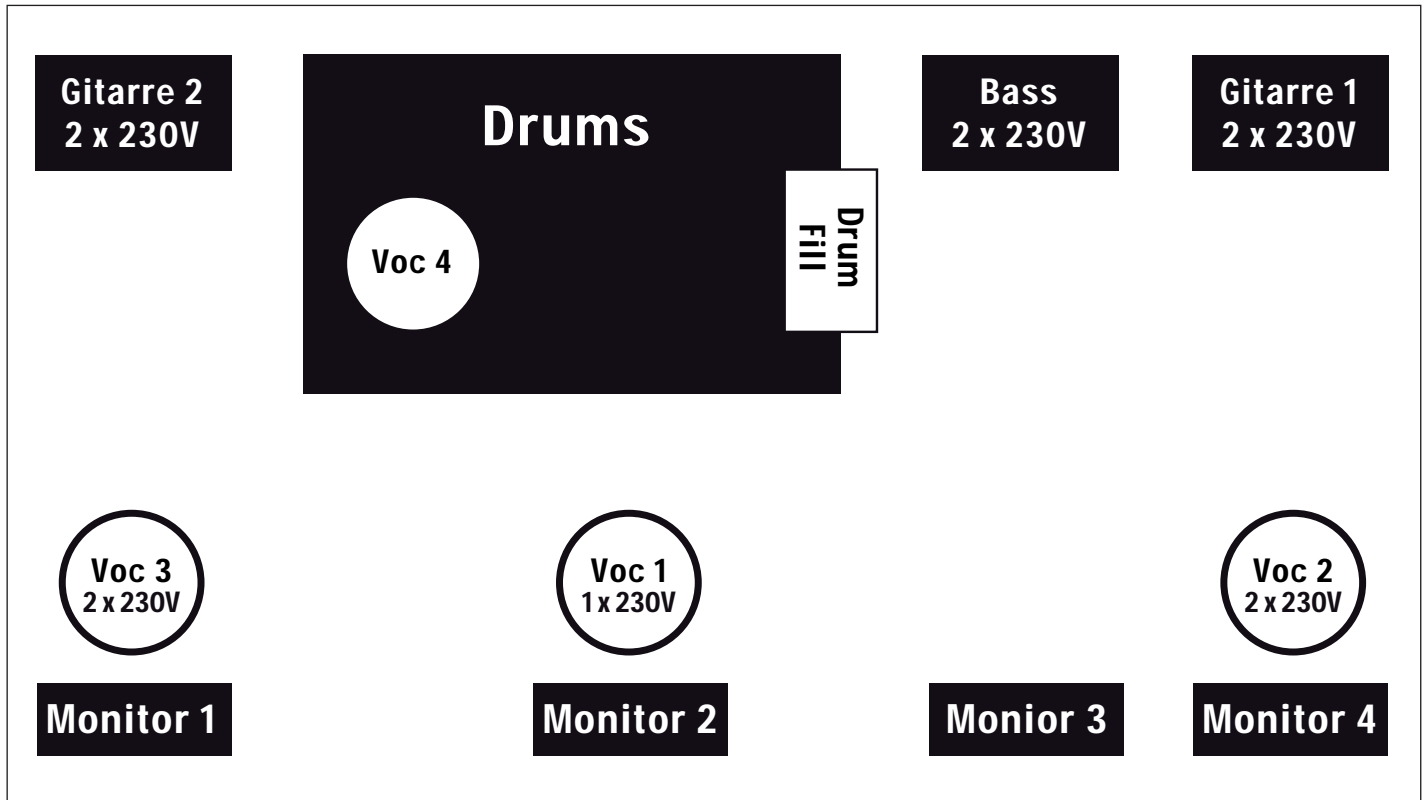 Gitarre 2
2 x 230V
Drums
Bass
2 x 230V
Gitarre 1
2 x 230V
Voc 4
Drum
Fill
Voc 3
2 x 230V
Voc 1
1 x 230V
Voc 2
2 x 230V
Monitor 1
Monitor 2
Monior 3
Monitor 4